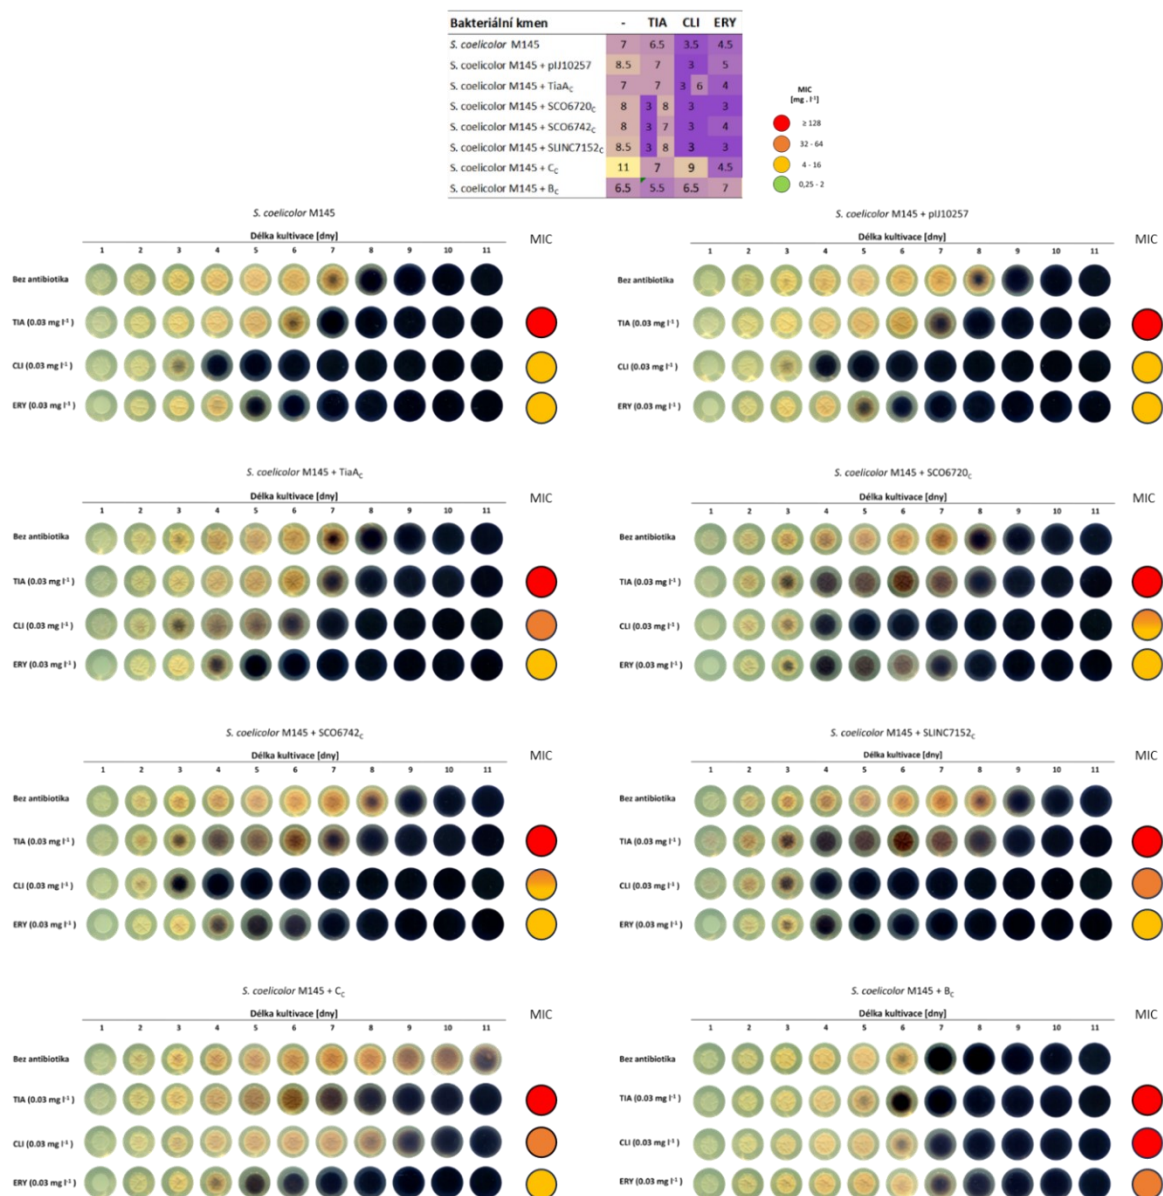 Bakteriální kmen - TIA CLI ERY
S. coelicolor M145 7 6.5 3.5 4.5
S. coelicolor M145 + pIJ10257 8.5 7 3 5
S. coelicolor M145 + TiaAC 7 7 3 6 4
S. coelicolor M145 + SCO6720C 8 3 8 3 3
S. coelicolor M145 + SCO6742C 8 3 7 3 4
S. coelicolor M145 + SLINC7152C 8.5 3 8 3 3
S. coelicolor M145 + CC 11 7 9 4.5
S. coelicolor M145 + BC 6.5 5.5 6.5 7
MIC
[mg . l-1]
≥ 128
32 - 64
4 - 16
0,25 - 2
S. coelicolor M145
Délka kultivace [dny] MIC
1 2 3 4 5 6 7 8 9 10 11
Bez antibiotika
TIA (0.03 mg l-1)
CLI (0.03 mg l-1)
ERY (0.03 mg l-1)
S. coelicolor M145 + pIJ10257
Délka kultivace [dny] MIC
1 2 3 4 5 6 7 8 9 10 11
Bez antibiotika
TIA (0.03 mg l-1)
CLI (0.03 mg l-1)
ERY (0.03 mg l-1)
S. coelicolor M145 + TiaAC
Délka kultivace [dny] MIC
1 2 3 4 5 6 7 8 9 10 11
Bez antibiotika
TIA (0.03 mg l-1)
CLI (0.03 mg l-1)
ERY (0.03 mg l-1)
S. coelicolor M145 + SCO6720C
Délka kultivace [dny] MIC
1 2 3 4 5 6 7 8 9 10 11
Bez antibiotika
TIA (0.03 mg l-1)
CLI (0.03 mg l-1)
ERY (0.03 mg l-1)
S. coelicolor M145 + SCO6742C
Délka kultivace [dny] MIC
1 2 3 4 5 6 7 8 9 10 11
Bez antibiotika
TIA (0.03 mg l-1)
CLI (0.03 mg l-1)
ERY (0.03 mg l-1)
S. coelicolor M145 + SLINC7152C
Délka kultivace [dny] MIC
1 2 3 4 5 6 7 8 9 10 11
Bez antibiotika
TIA (0.03 mg l-1)
CLI (0.03 mg l-1)
ERY (0.03 mg l-1)
S. coelicolor M145 + CC
Délka kultivace [dny] MIC
1 2 3 4 5 6 7 8 9 10 11
Bez antibiotika
TIA (0.03 mg l-1)
CLI (0.03 mg l-1)
ERY (0.03 mg l-1)
S. coelicolor M145 + BC
Délka kultivace [dny] MIC
1 2 3 4 5 6 7 8 9 10 11
Bez antibiotika
TIA (0.03 mg l-1)
CLI (0.03 mg l-1)
ERY (0.03 mg l-1)